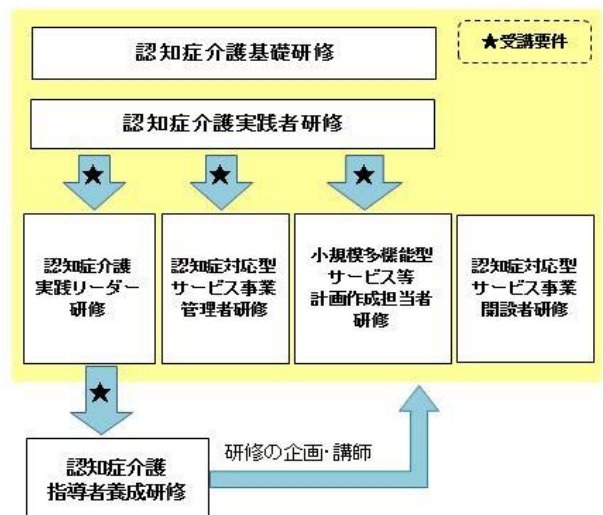 認知症介護基礎研修
★受講要件
認知症介護実践者研修
★
★
★
認知症介護
実践リーダー
研修
認知症対応型
サービス事業
管理者研修
小規模多機能型
サービス等
計画作成担当者
研修
認知症対応型
サービス事業
開設者研修
★
認知症介護
指導者養成研修
研修の企画・講師